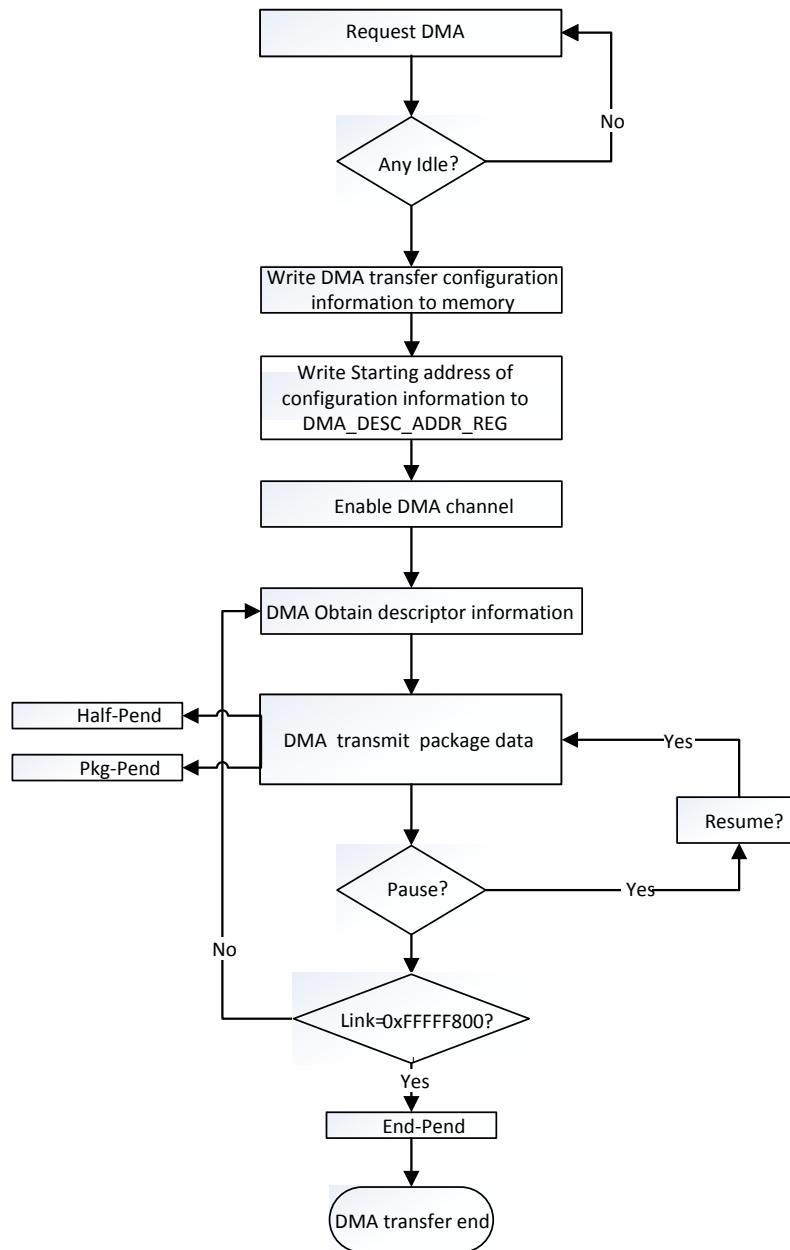 Request DMA
No
Any Idle?
Write DMA transfer configuration
information to memory
Write Starting address of
configuration information to
DMA_DESC_ADDR_REG
Enable DMA channel
DMA Obtain descriptor information
Half-Pend
DMA transmit package data
Yes
Pkg-Pend
Resume?
Pause?
Yes
No
Link=0xFFFFF800?
Yes
End-Pend
DMA transfer end